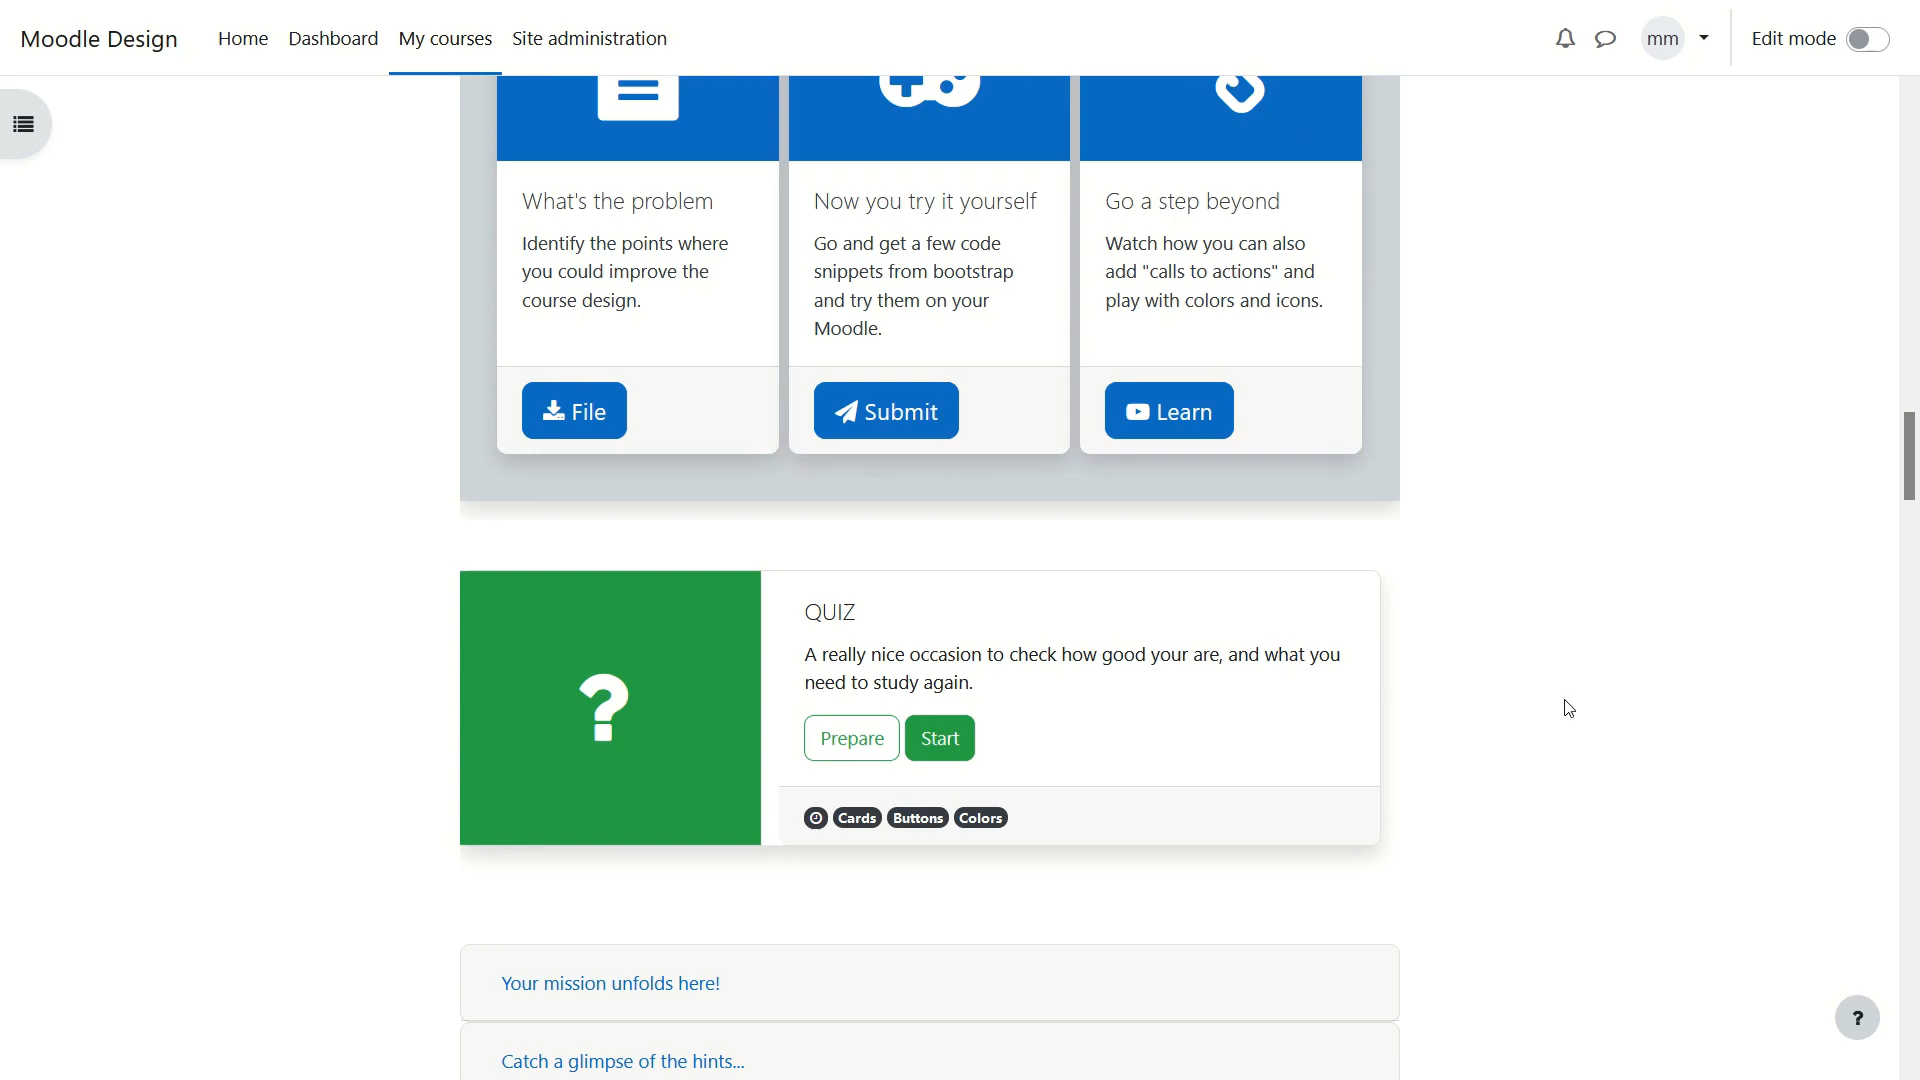 Moodle Design Home Dashboard My courses Site administration mm Edit mode
What's the problem
Identify the points where
you could improve the
course design.
File
Now you try it yourself
Go and get a few code
snippets from bootstrap
and try them on your
Moodle.
Submit
Go a step beyond
Watch how you can also
add "calls to actions" and
play with colors and icons.
Learn
?
QUIZ
A really nice occasion to check how good your are, and what you
need to study again.
Prepare Start
Cards Buttons Colors
Your mission unfolds here!
Catch a glimpse of the hints...
?